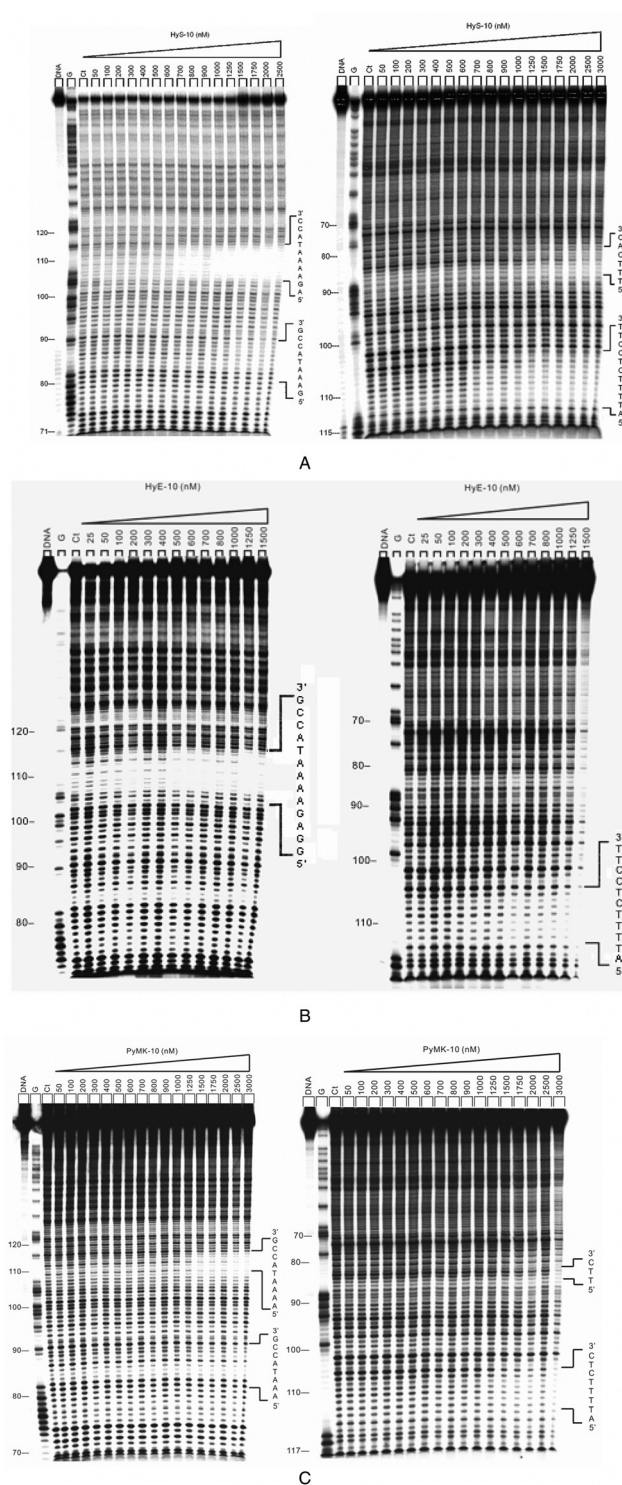 HyS-10 (nM)
DNA G Ct 50 100 200 300 400 500 600 700 800 900 1000 1250 1500 1750 2000 2500
120
110
100
90
80
71
3' C C A T A A A A G A 5'
3' G C C A T A A A G 5'
HyS-10 (nM)
DNA G Ct 50 100 200 300 400 500 600 700 800 900 1000 1250 1500 1750 2000 2500 3000
70
80
90
100
110
115
3 C A C T T T 5
3 T T C C T C T T T T A 5
A
HyE-10 (nM)
DNA G Ct 25 50 100 200 300 400 500 600 700 800 1000 1250 1500
120
110
100
90
80
3' G C C A T A A A A G A G G 5'
HyE-10 (nM)
DNA G Ct 25 50 100 200 300 400 500 600 700 800 1000 1250 1500
70
80
90
100
110
3 T T C C T C T T T T A 5
B
PyMK-10 (nM)
DNA G Ct 50 100 200 300 400 500 600 700 800 900 1000 1250 1500 1750 2000 2500 3000
120
110
100
90
80
70
3' G C C A T A A A A 5'
3' G C C A T A A A 5'
PyMK-10 (nM)
DNA G Ct 50 100 200 300 400 500 600 700 800 900 1000 1250 1500 1750 2000 2500 3000
70
80
90
100
110
117
3' C T T 5'
3' C T C T T T T A 5'
C